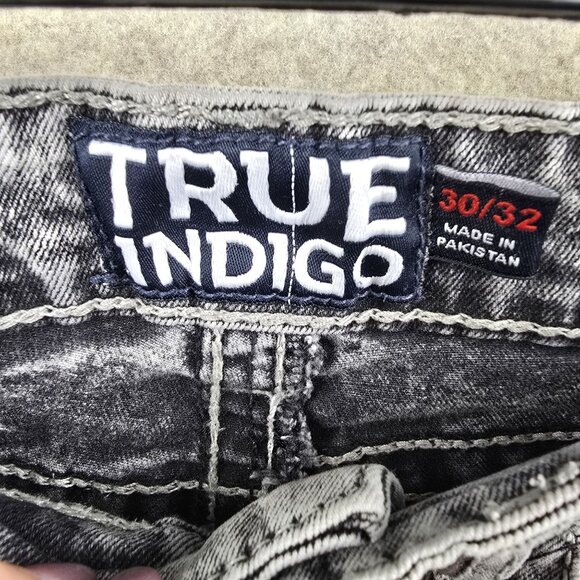 TRUE
INDIGO
30/32
MADE IN
PAKISTAN